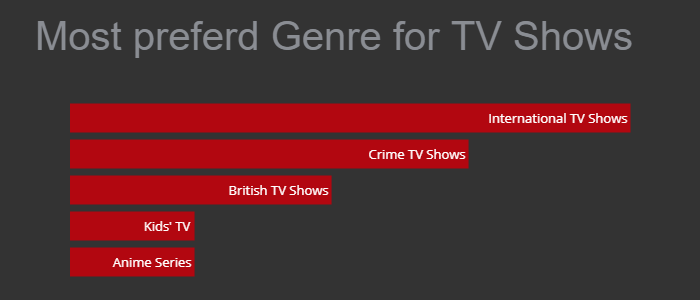 Most preferd Genre for TV Shows
International TV Shows
Crime TV Shows
British TV Shows
Kids' TV
Anime Series